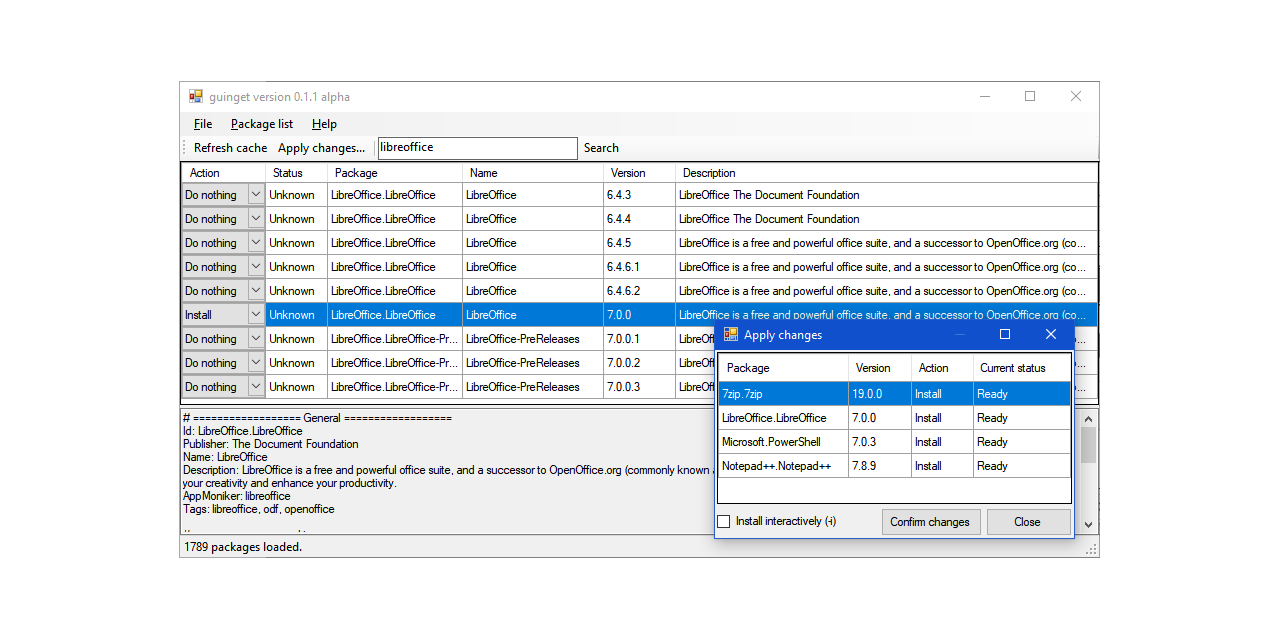 guinget version 0.1.1 alpha
File Package list Help
Refresh cache Apply changes... libreoffice Search
Action Status Package Name Version Description
Do nothing Unknown LibreOffice.LibreOffice LibreOffice 6.4.3 LibreOffice The Document Foundation
Do nothing Unknown LibreOffice.LibreOffice LibreOffice 6.4.4 LibreOffice The Document Foundation
Do nothing Unknown LibreOffice.LibreOffice LibreOffice 6.4.5 LibreOffice is a free and powerful office suite, and a successor to OpenOffice.org (co...
Do nothing Unknown LibreOffice.LibreOffice LibreOffice 6.4.6.1 LibreOffice is a free and powerful office suite, and a successor to OpenOffice.org (co...
Do nothing Unknown LibreOffice.LibreOffice LibreOffice 6.4.6.2 LibreOffice is a free and powerful office suite, and a successor to OpenOffice.org (co...
Install Unknown LibreOffice.LibreOffice LibreOffice 7.0.0 LibreOffice is a free and powerful office suite, and a successor to OpenOffice.org (co...
Do nothing Unknown LibreOffice.LibreOffice-Pr... LibreOffice-PreReleases 7.0.0.1
Do nothing Unknown LibreOffice.LibreOffice-Pr... LibreOffice-PreReleases 7.0.0.2
Do nothing Unknown LibreOffice.LibreOffice-Pr... LibreOffice-PreReleases 7.0.0.3
# ================== General ==================
Id: LibreOffice.LibreOffice
Publisher: The Document Foundation
Name: LibreOffice
Description: LibreOffice is a free and powerful office suite, and a successor to OpenOffice.org (commonly known
your creativity and enhance your productivity.
AppMoniker: libreoffice
Tags: libreoffice, odf, openoffice
1789 packages loaded.
Apply changes
Package Version Action Current status
7zip.7zip 19.0.0 Install Ready
LibreOffice.LibreOffice 7.0.0 Install Ready
Microsoft.PowerShell 7.0.3 Install Ready
Notepad++.Notepad++ 7.8.9 Install Ready
Install interactively (-i)
Confirm changes Close